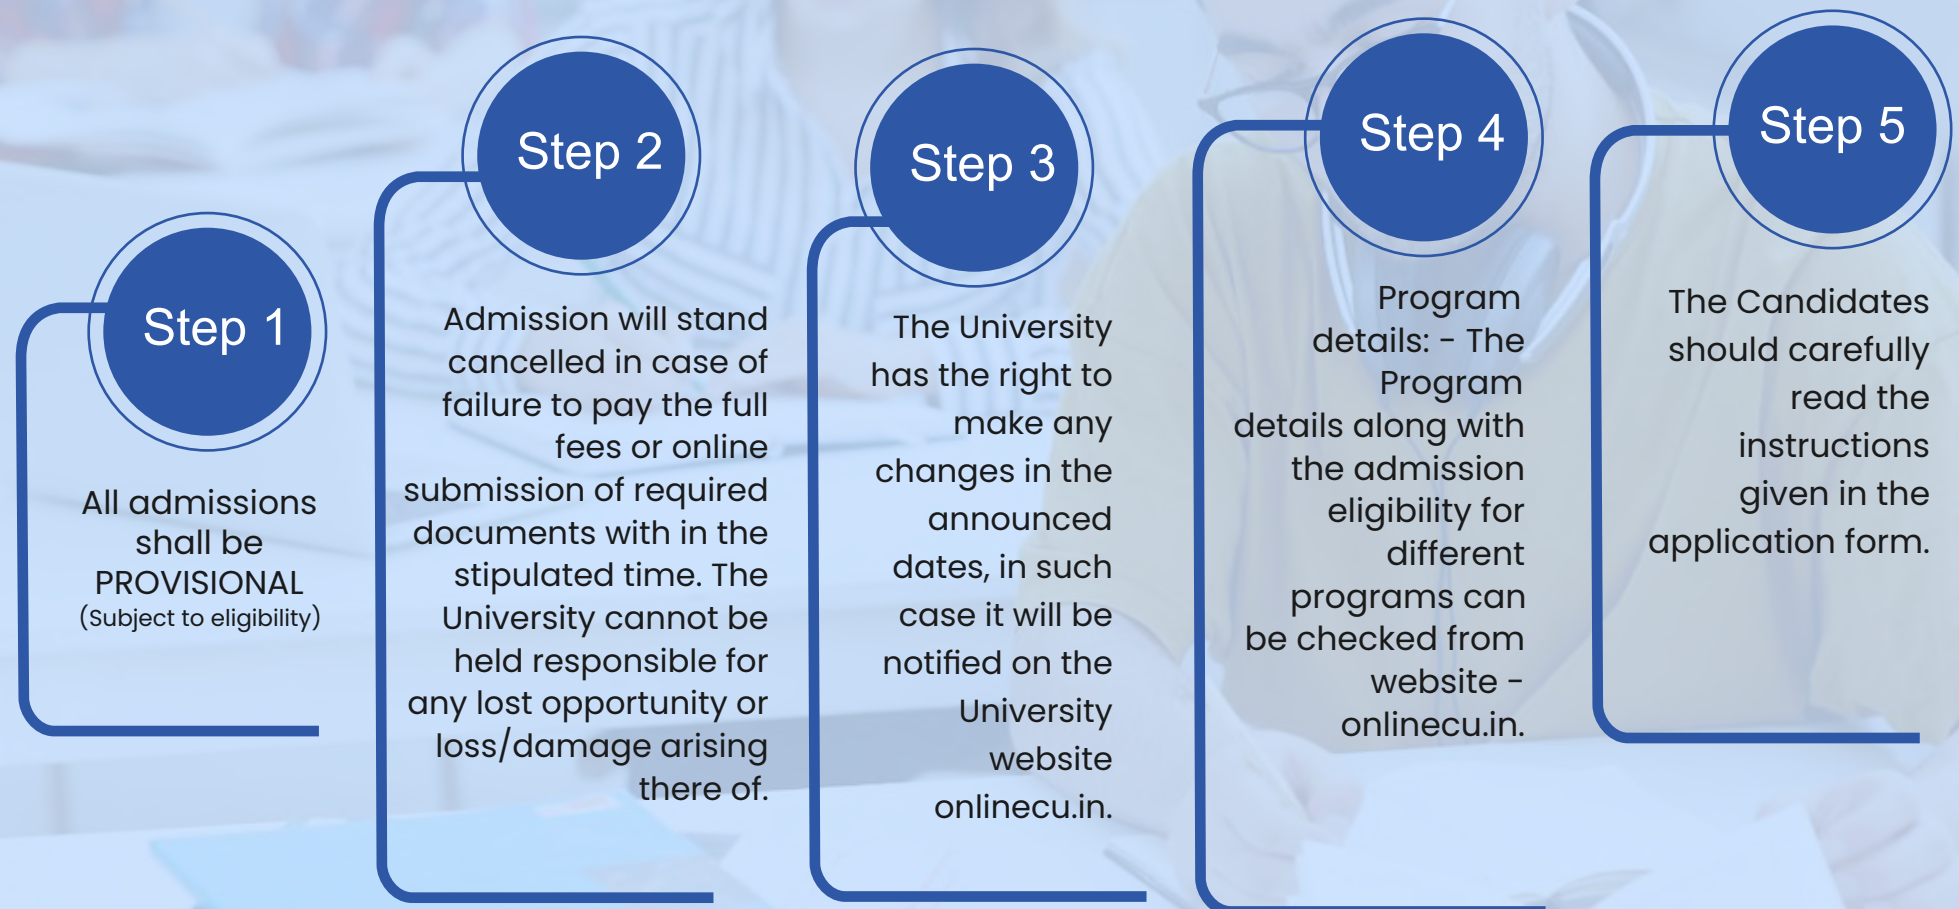 Step 1
All admissions
shall be
PROVISIONAL
(Subject to eligibility)
Step 2
Admission will stand
cancelled in case of
failure to pay the full
fees or online
submission of required
documents with in the
stipulated time. The
University cannot be
held responsible for
any lost opportunity or
loss/damage arising
there of.
Step 3
The University
has the right to
make any
changes in the
announced
dates, in such
case it will be
notified on the
University
website
onlinecu.in.
Step 4
Program
details: - The
Program
details along with
the admission
eligibility for
different
programs can
be checked from
website -
onlinecu.in.
Step 5
The Candidates
should carefully
read the
instructions
given in the
application form.